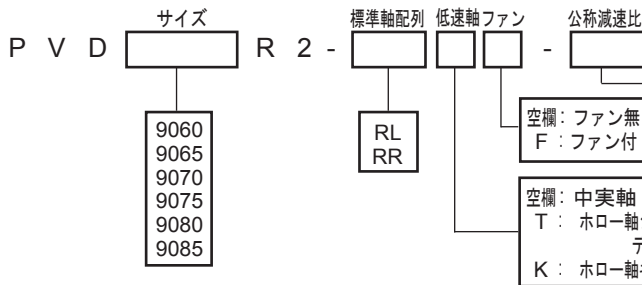 サイズ 標準軸配列 低速軸 ファン 公称減速比
P V D R 2 - -
9060
9065
9070
9075
9080
9085
RL
RR
空欄：ファン無
F：ファン付
空欄：中実軸
T： ホロー軸
K： ホロー軸